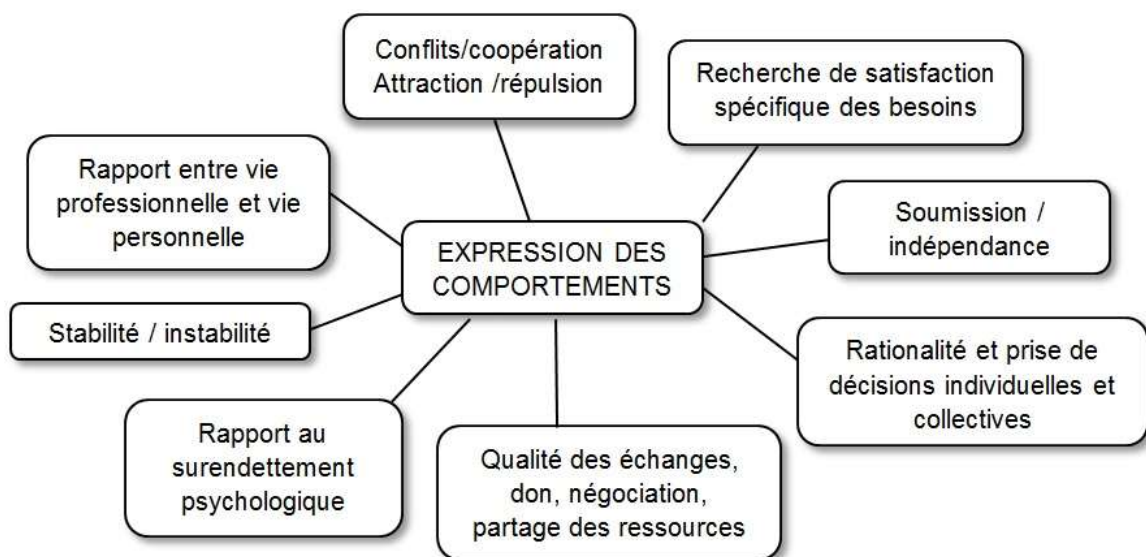 Conflits/coopération
Attraction /répulsion
Recherche de satisfaction
spécifique des besoins
Rapport entre vie
professionnelle et vie
personnelle
Soumission /
indépendance
EXPRESSION DES
COMPORTEMENTS
Stabilité / instabilité
Rationalité et prise de
décisions individuelles et
collectives
Rapport au
surendettement
psychologique
Qualité des échanges,
don, négociation,
partage des ressources